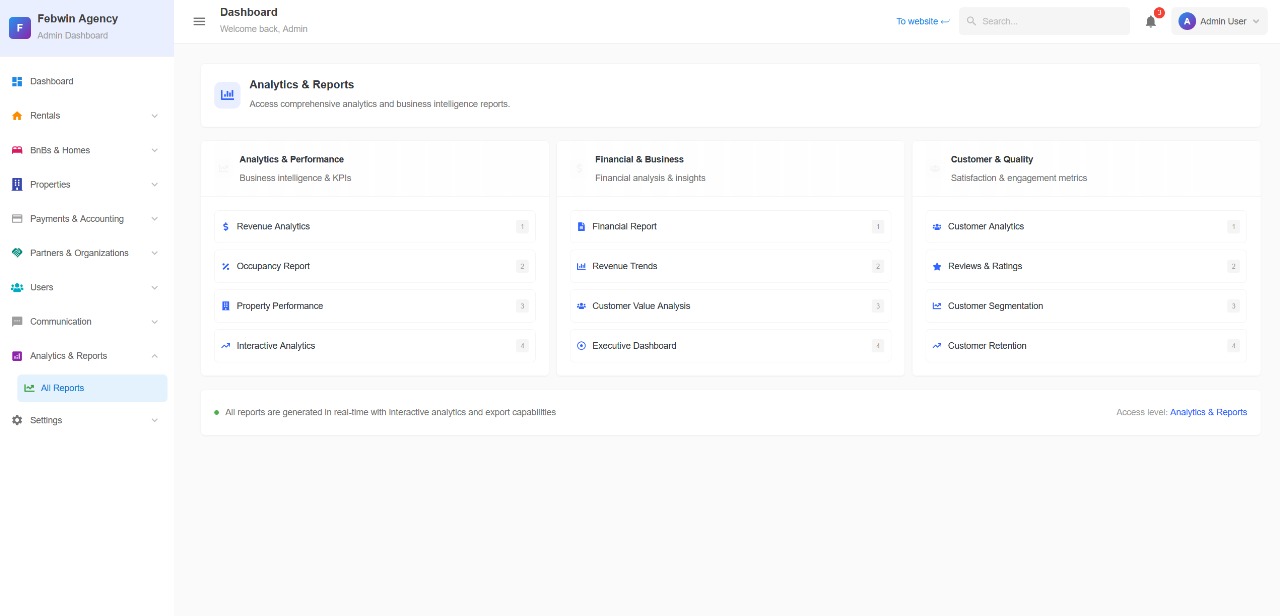 F
Febwin Agency
Admin Dashboard
Dashboard
Rentals
BnBs & Homes
Properties
Payments & Accounting
Partners & Organizations
Users
Communication
Analytics & Reports
All Reports
Settings
Dashboard
Welcome back, Admin
To website
Search...
3
A
Admin User
Analytics & Reports
Access comprehensive analytics and business intelligence reports.
Analytics & Performance
Business intelligence & KPIs
Revenue Analytics 1
Occupancy Report 2
Property Performance 3
Interactive Analytics 4
Financial & Business
Financial analysis & insights
Financial Report 1
Revenue Trends 2
Customer Value Analysis 3
Executive Dashboard 4
Customer & Quality
Satisfaction & engagement metrics
Customer Analytics 1
Reviews & Ratings 2
Customer Segmentation 3
Customer Retention 4
All reports are generated in real-time with interactive analytics and export capabilities
Access level: Analytics & Reports